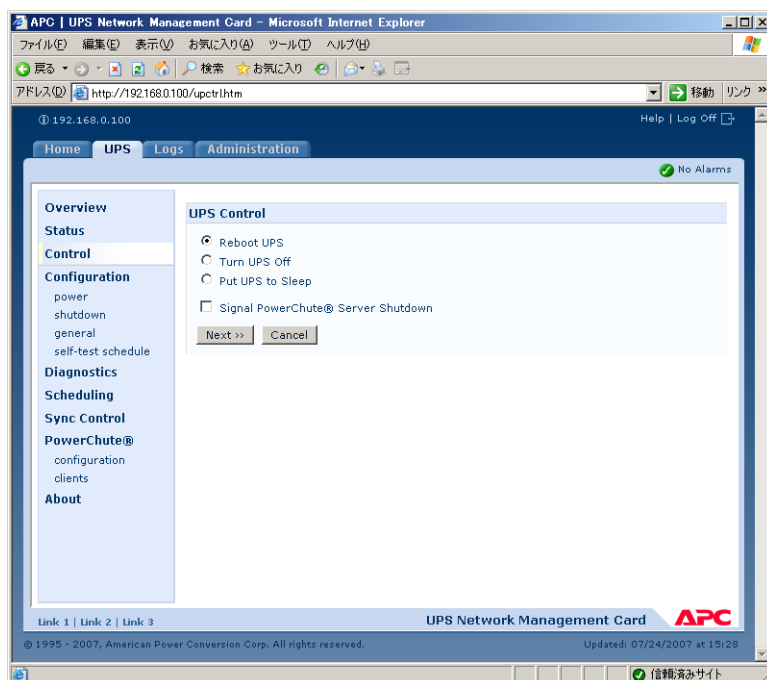 APC | UPS Network Management Card - Microsoft Internet Explorer
ファイル(F) 編集(E) 表示(V) お気に入り(A) ツール(T) ヘルプ(H)
戻る 検索 お気に入り
アドレス(D) http://192.168.0.100/upctrl.htm 移動 リンク »
192.168.0.100 Help | Log Off
Home UPS Logs Administration
No Alarms
Overview
Status
Control
Configuration
power
shutdown
general
self-test schedule
Diagnostics
Scheduling
Sync Control
PowerChute®
configuration
clients
About
UPS Control
Reboot UPS
Turn UPS Off
Put UPS to Sleep
Signal PowerChute® Server Shutdown
Next >> Cancel
Link 1 | Link 2 | Link 3 UPS Network Management Card APC
© 1995 - 2007, American Power Conversion Corp. All rights reserved. Updated: 07/24/2007 at 15:28
信頼済みサイト